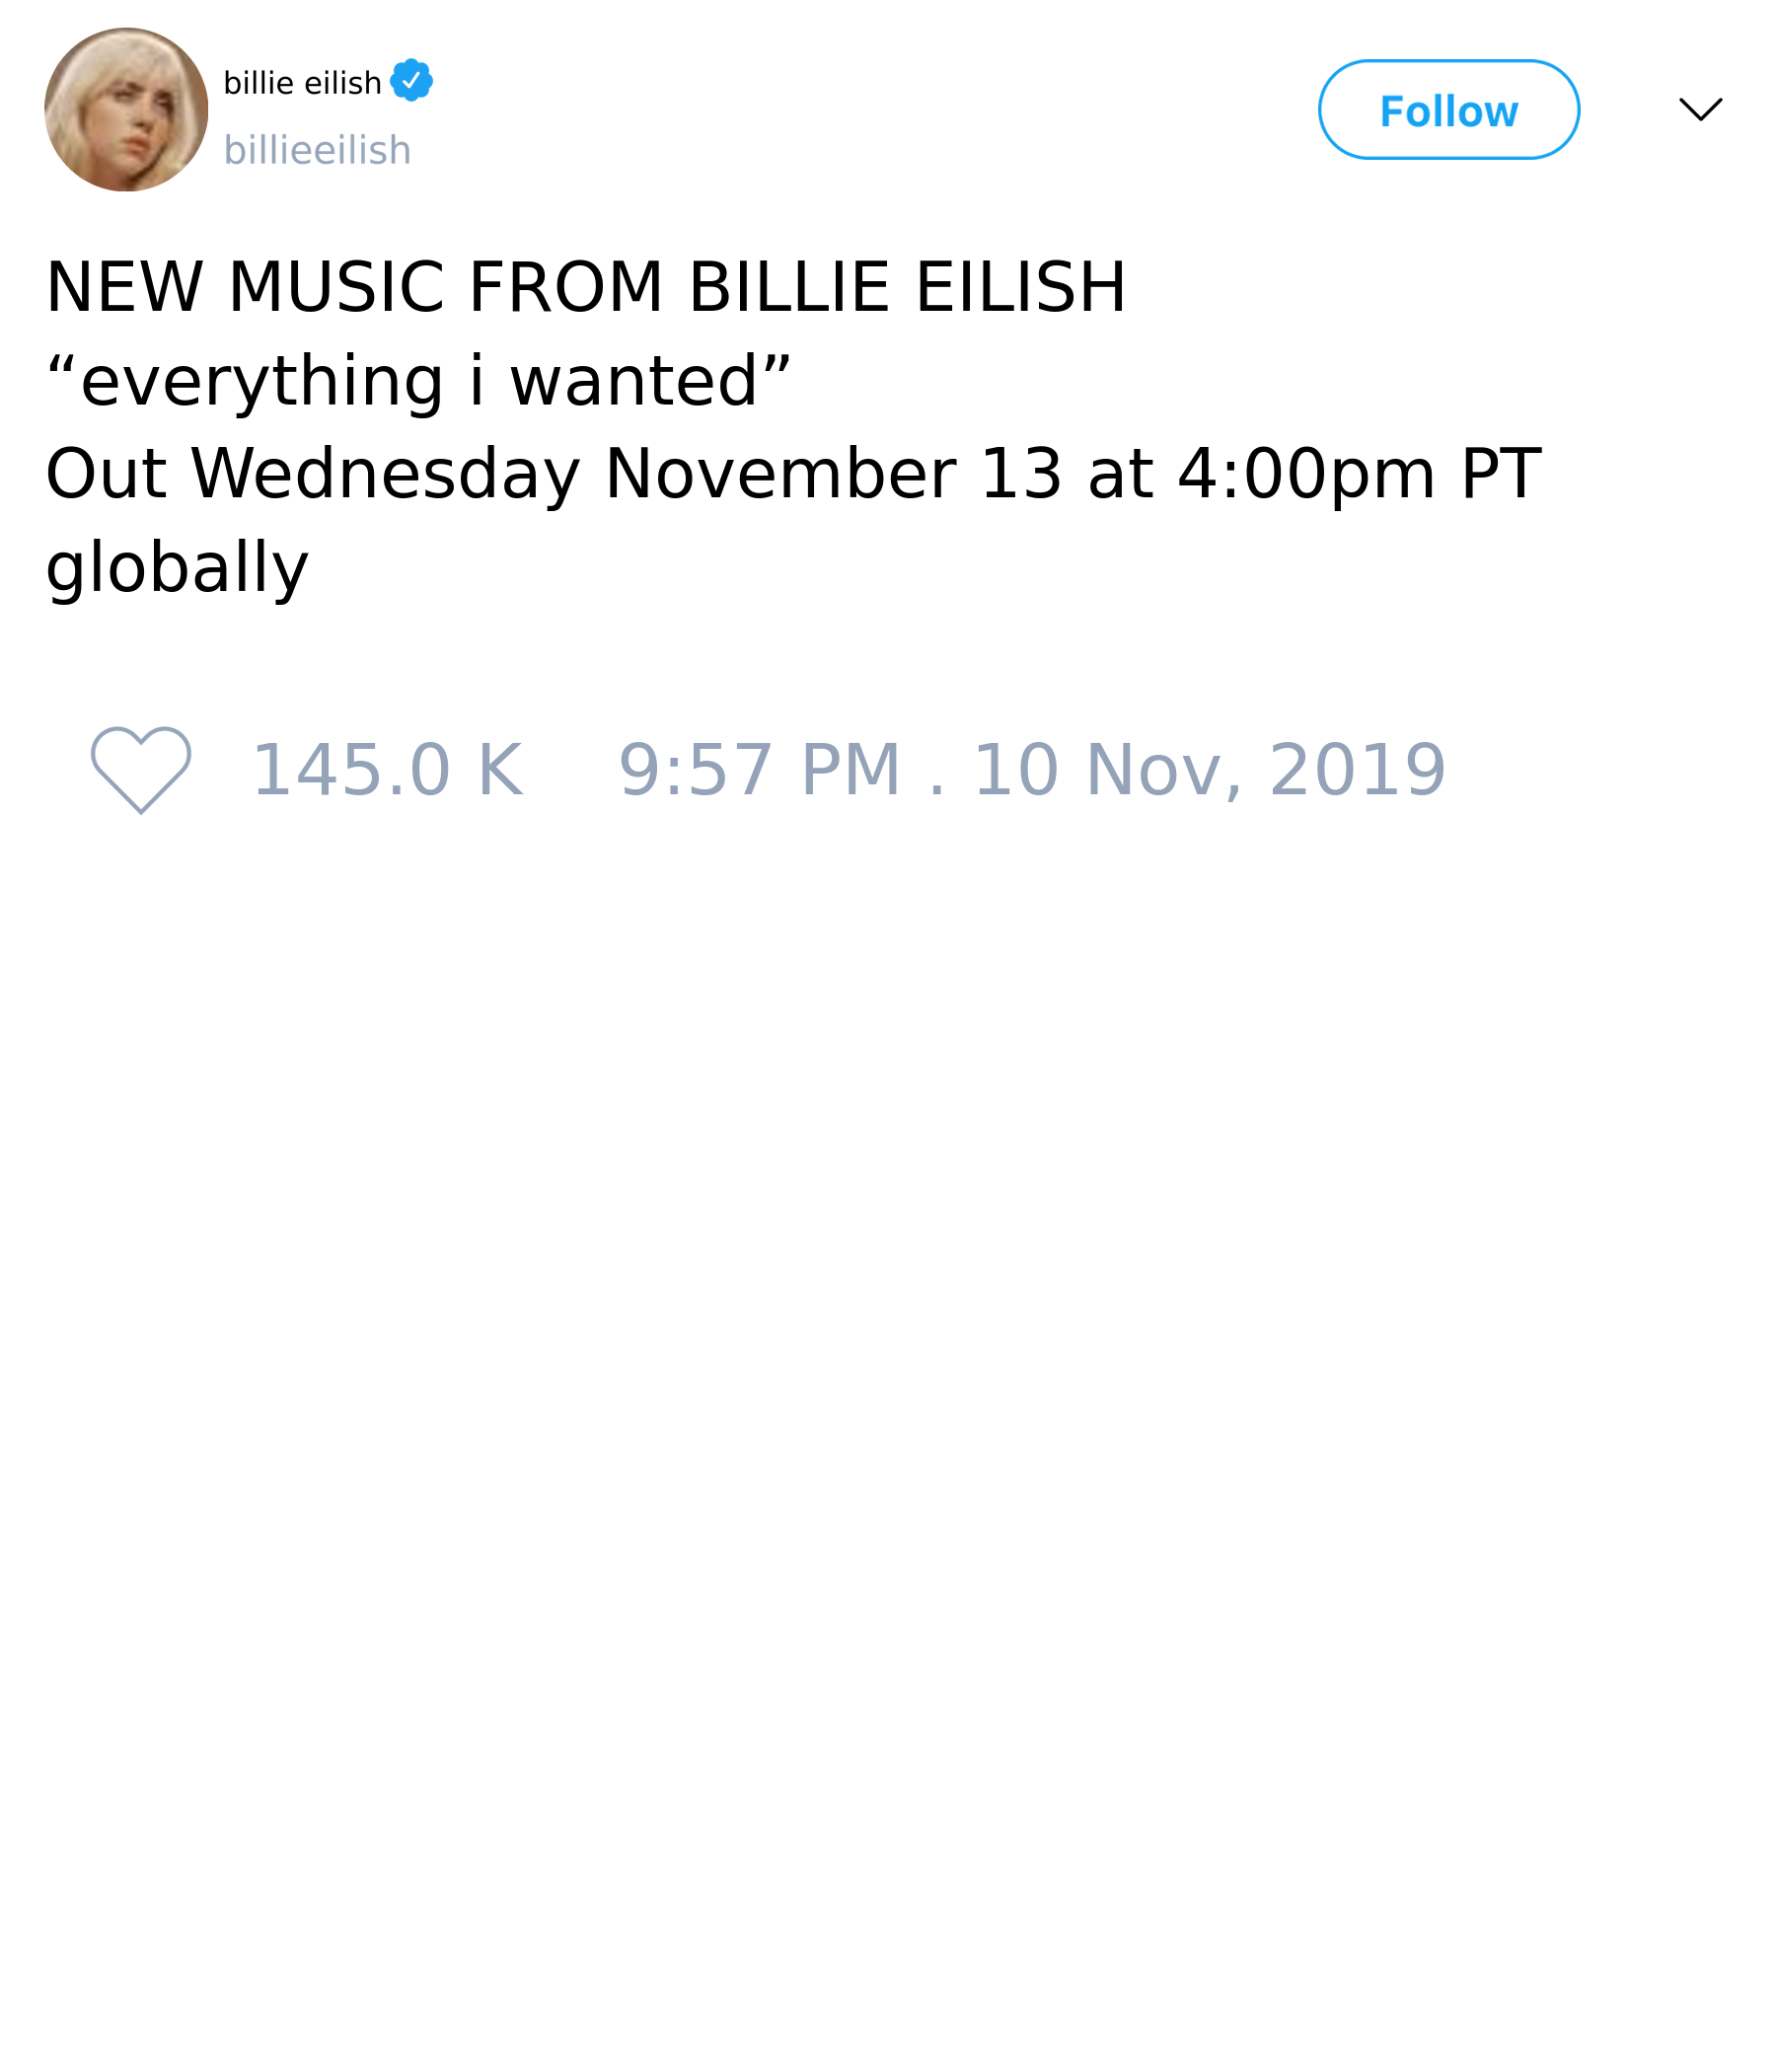 billie eilish
billieeilish
Follow
NEW MUSIC FROM BILLIE EILISH
“everything i wanted”
Out Wednesday November 13 at 4:00pm PT
globally
145.0 K 9:57 PM . 10 Nov, 2019